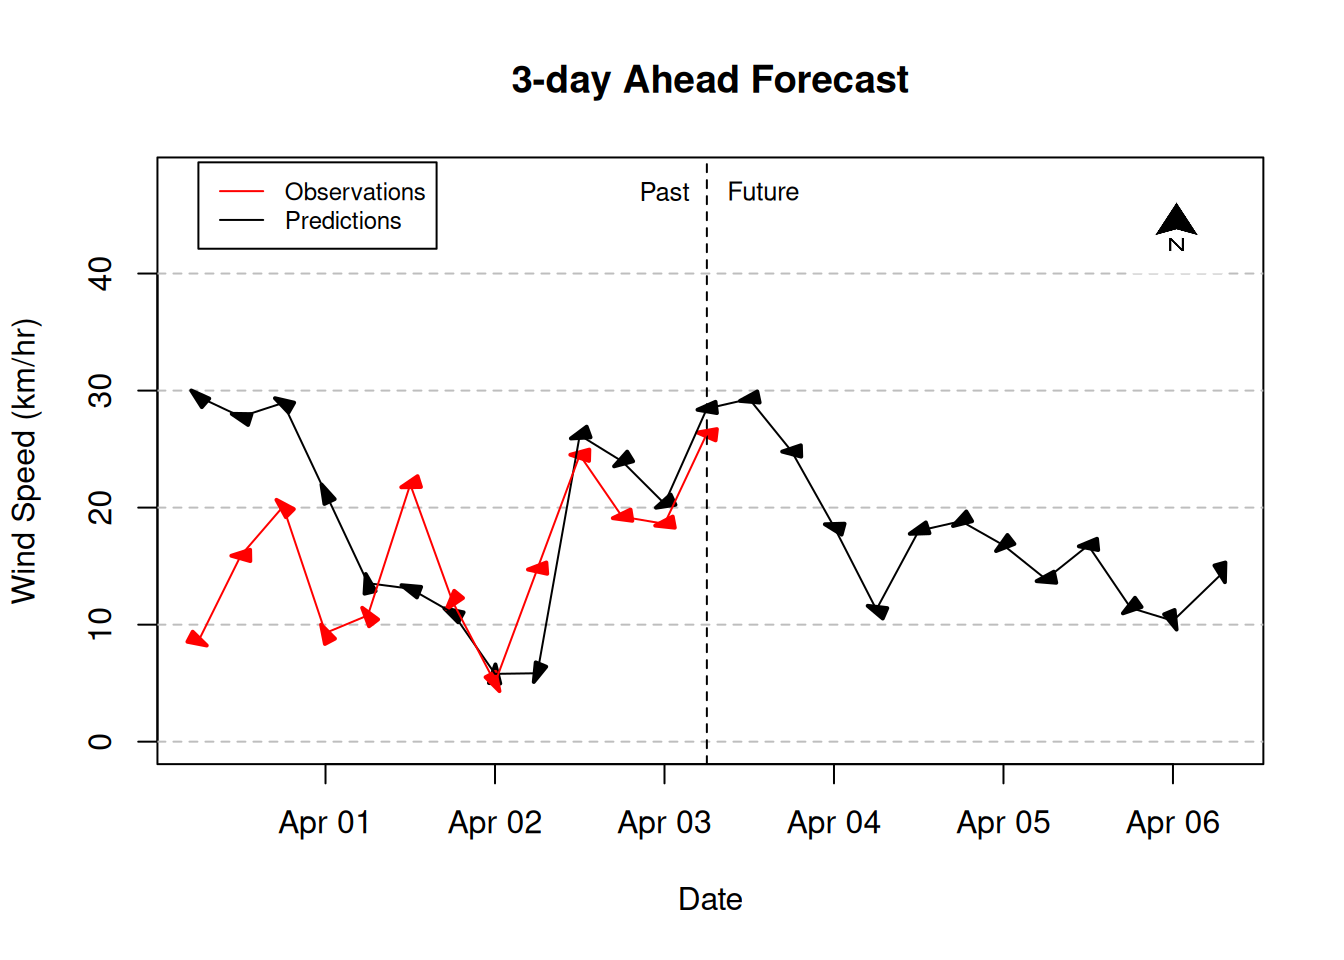 3-day Ahead Forecast
Observations
Predictions
Past
Future
N
Wind Speed (km/hr)
40
30
20
10
0
Apr 01
Apr 02
Apr 03
Apr 04
Apr 05
Apr 06
Date